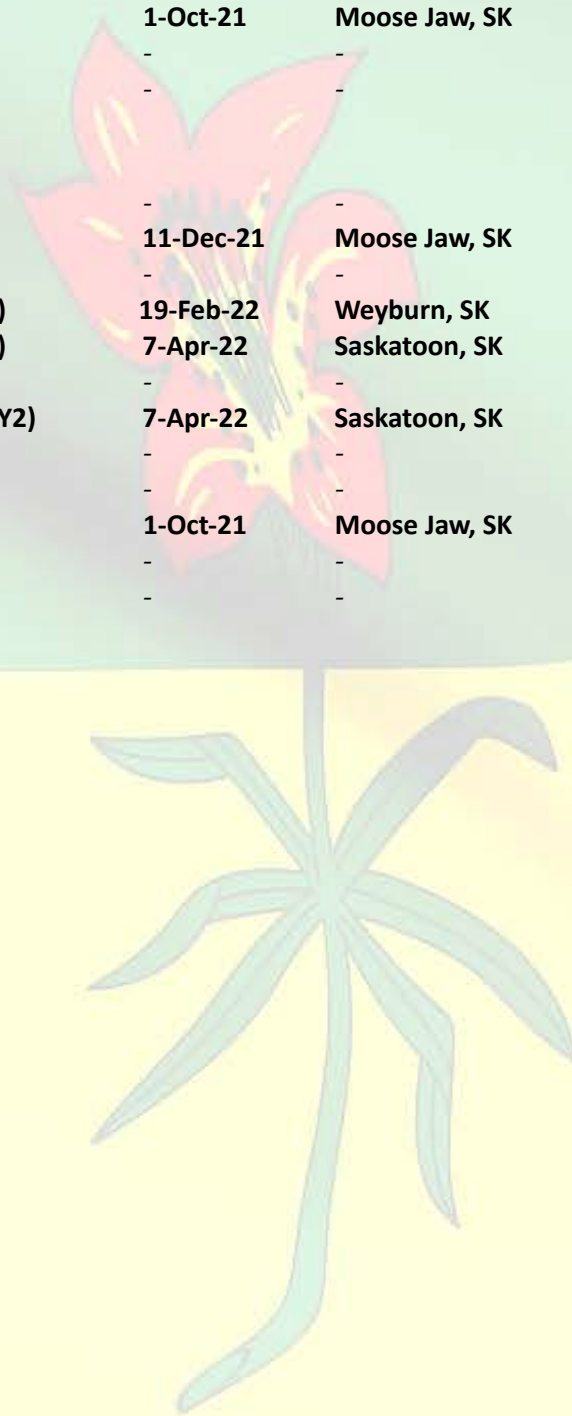 1-Oct-21 Moose Jaw, SK
- -
- -
- -
11-Dec-21 Moose Jaw, SK
- -
) 19-Feb-22 Weyburn, SK
) 7-Apr-22 Saskatoon, SK
- -
Y2) 7-Apr-22 Saskatoon, SK
- -
- -
1-Oct-21 Moose Jaw, SK
- -
- -